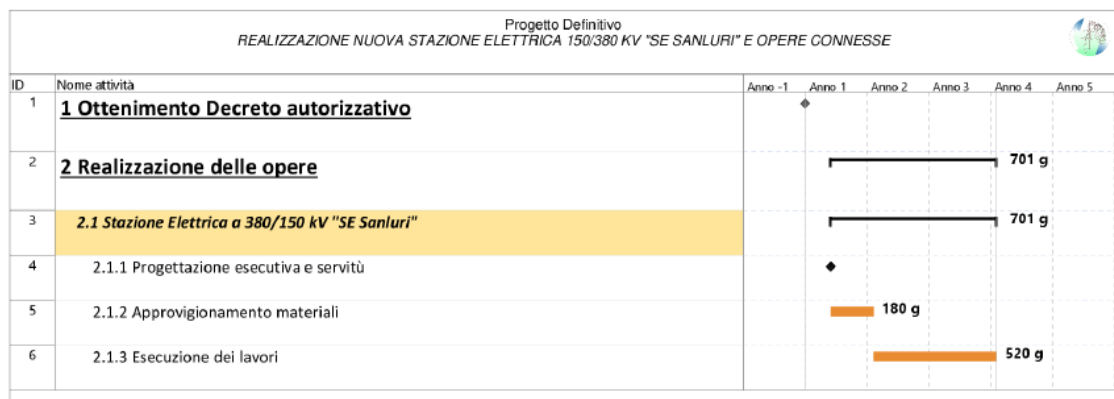 Progetto Definitivo
REALIZZAZIONE NUOVA STAZIONE ELETTRICA 150/380 KV "SE SANLURI" E OPERE CONNESSE
ID Nome attività Anno -1 Anno 1 Anno 2 Anno 3 Anno 4 Anno 5
1 1 Ottenimento Decreto autorizzativo
2 2 Realizzazione delle opere 701 g
3 2.1 Stazione Elettrica a 380/150 kV "SE Sanluri" 701 g
4 2.1.1 Progettazione esecutiva e servitù
5 2.1.2 Approvigionamento materiali 180 g
6 2.1.3 Esecuzione dei lavori 520 g